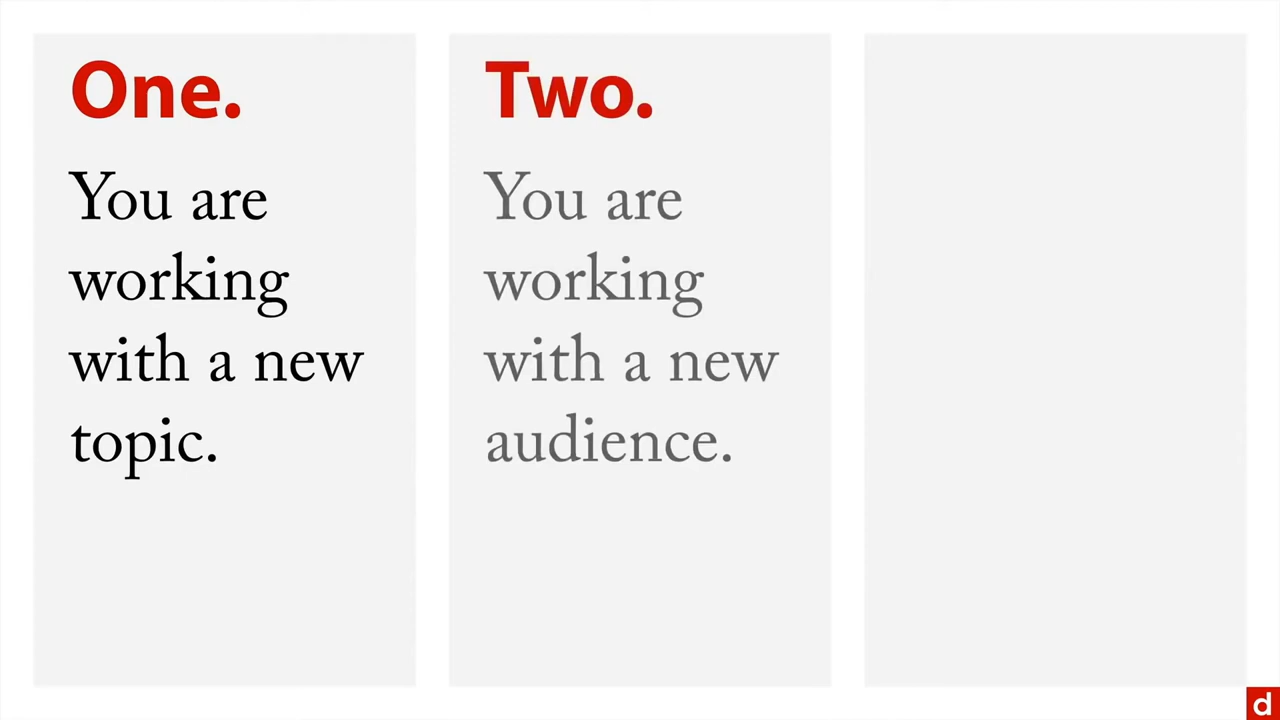 One.
You are
working
with a new
topic.
Two.
You are
working
with a new
audience.
d